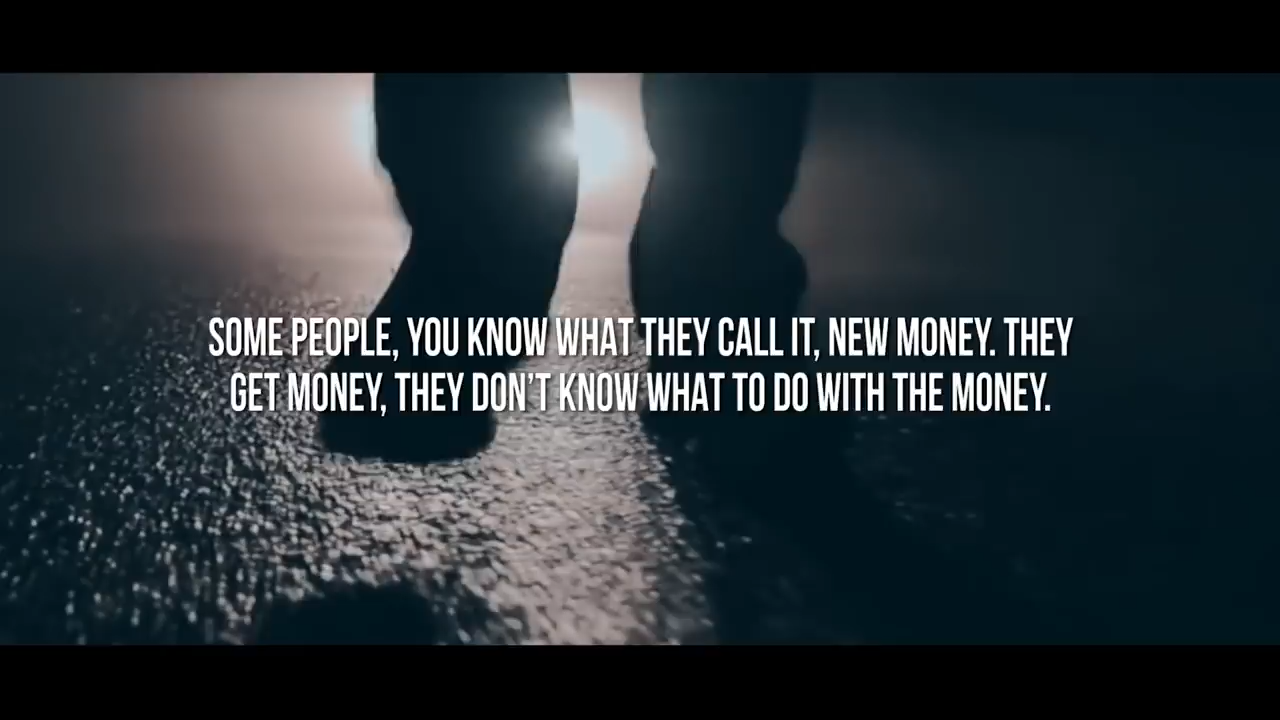 SOME PEOPLE, YOU KNOW WHAT THEY CALL IT, NEW MONEY. THEY
GET MONEY, THEY DON'T KNOW WHAT TO DO WITH THE MONEY.